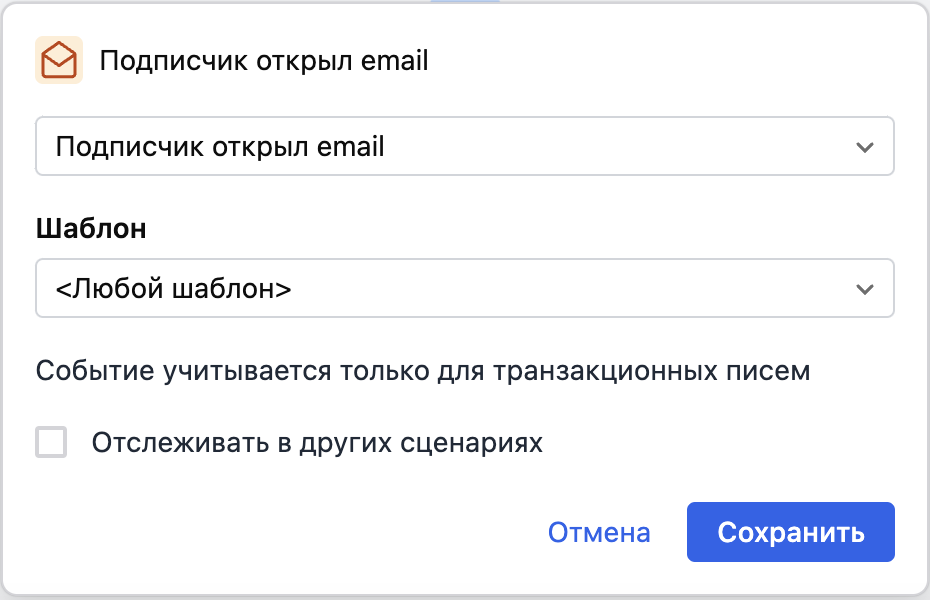 Подписчик открыл email
Подписчик открыл email
Шаблон
<Любой шаблон>
Событие учитывается только для транзакционных писем
Отслеживать в других сценариях
Отмена
Сохранить